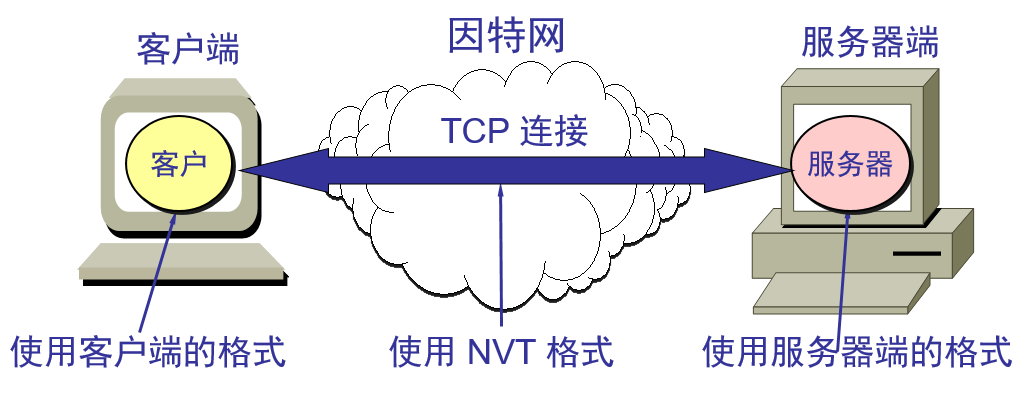 因特网
客户端
服务器端
TCP 连接
客户
服务器
使用客户端的格式
使用 NVT 格式
使用服务器端的格式